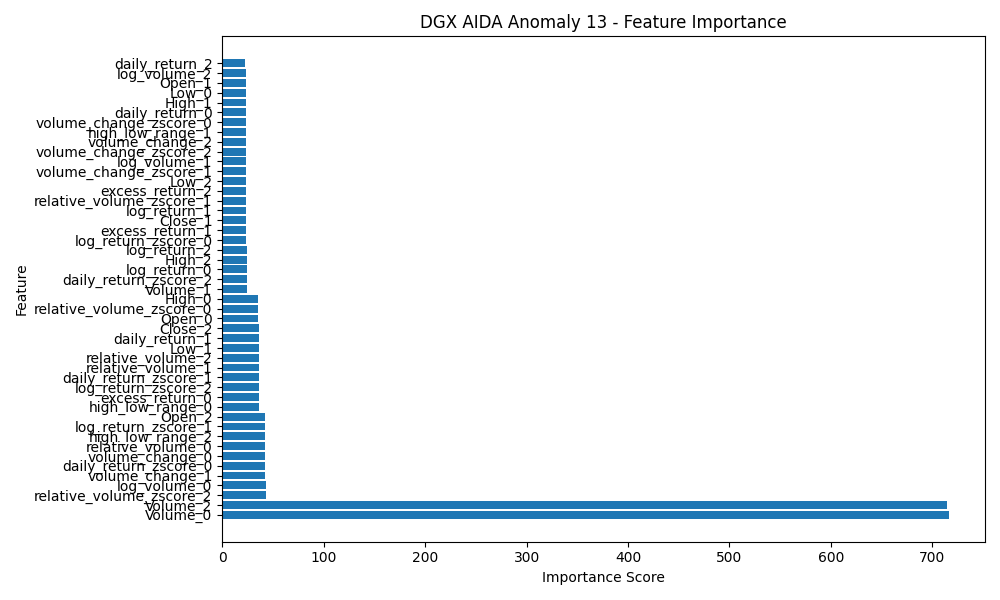 DGX AIDA Anomaly 13 - Feature Importance
daily_return_2
log_volume_2
Open_1
Low_0
High_1
daily_return_0
volume_change_zscore_0
high_low_range_1
volume_change_2
volume_change_zscore_2
log_volume_1
volume_change_zscore_1
Low_2
excess_return_2
relative_volume_zscore_1
log_return_1
Close_1
excess_return_1
log_return_zscore_0
log_return_2
High_2
log_return_0
daily_return_zscore_2
Volume_1
High_0
relative_volume_zscore_0
Open_0
Close_2
daily_return_1
Low_1
relative_volume_2
relative_volume_1
daily_return_zscore_1
log_return_zscore_2
excess_return_0
high_low_range_0
Open_2
log_return_zscore_1
high_low_range_2
relative_volume_0
volume_change_0
daily_return_zscore_0
volume_change_1
log_volume_0
relative_volume_zscore_2
Volume_2
Volume_0
Feature
0 100 200 300 400 500 600 700
Importance Score